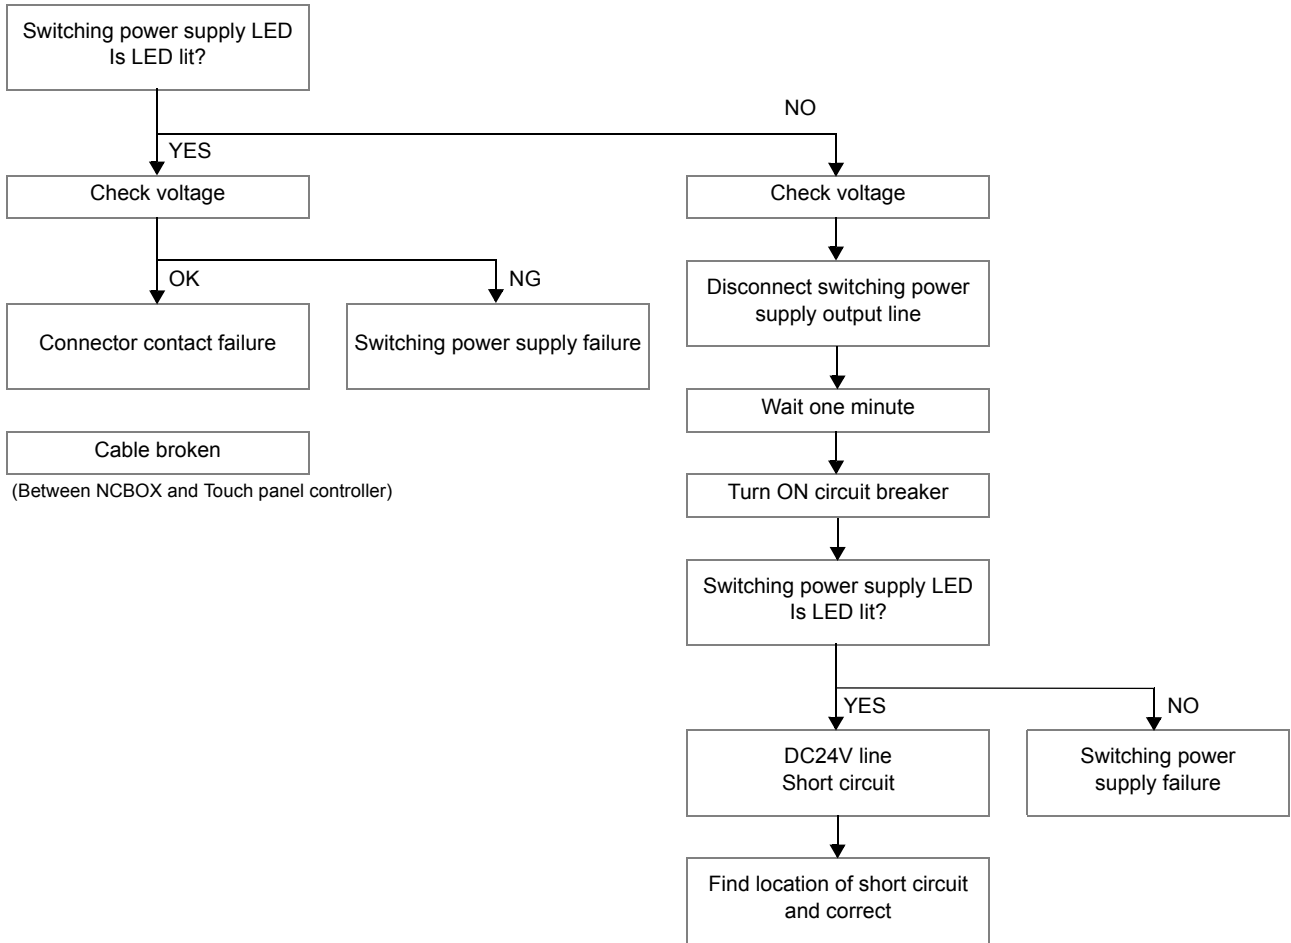 Switching power supply LED
Is LED lit?
NO
YES
Check voltage
Check voltage
OK
NG
Disconnect switching power
supply output line
Connector contact failure
Switching power supply failure
Wait one minute
Cable broken
(Between NCBOX and Touch panel controller)
Turn ON circuit breaker
Switching power supply LED
Is LED lit?
YES
NO
DC24V line
Short circuit
Switching power
supply failure
Find location of short circuit
and correct